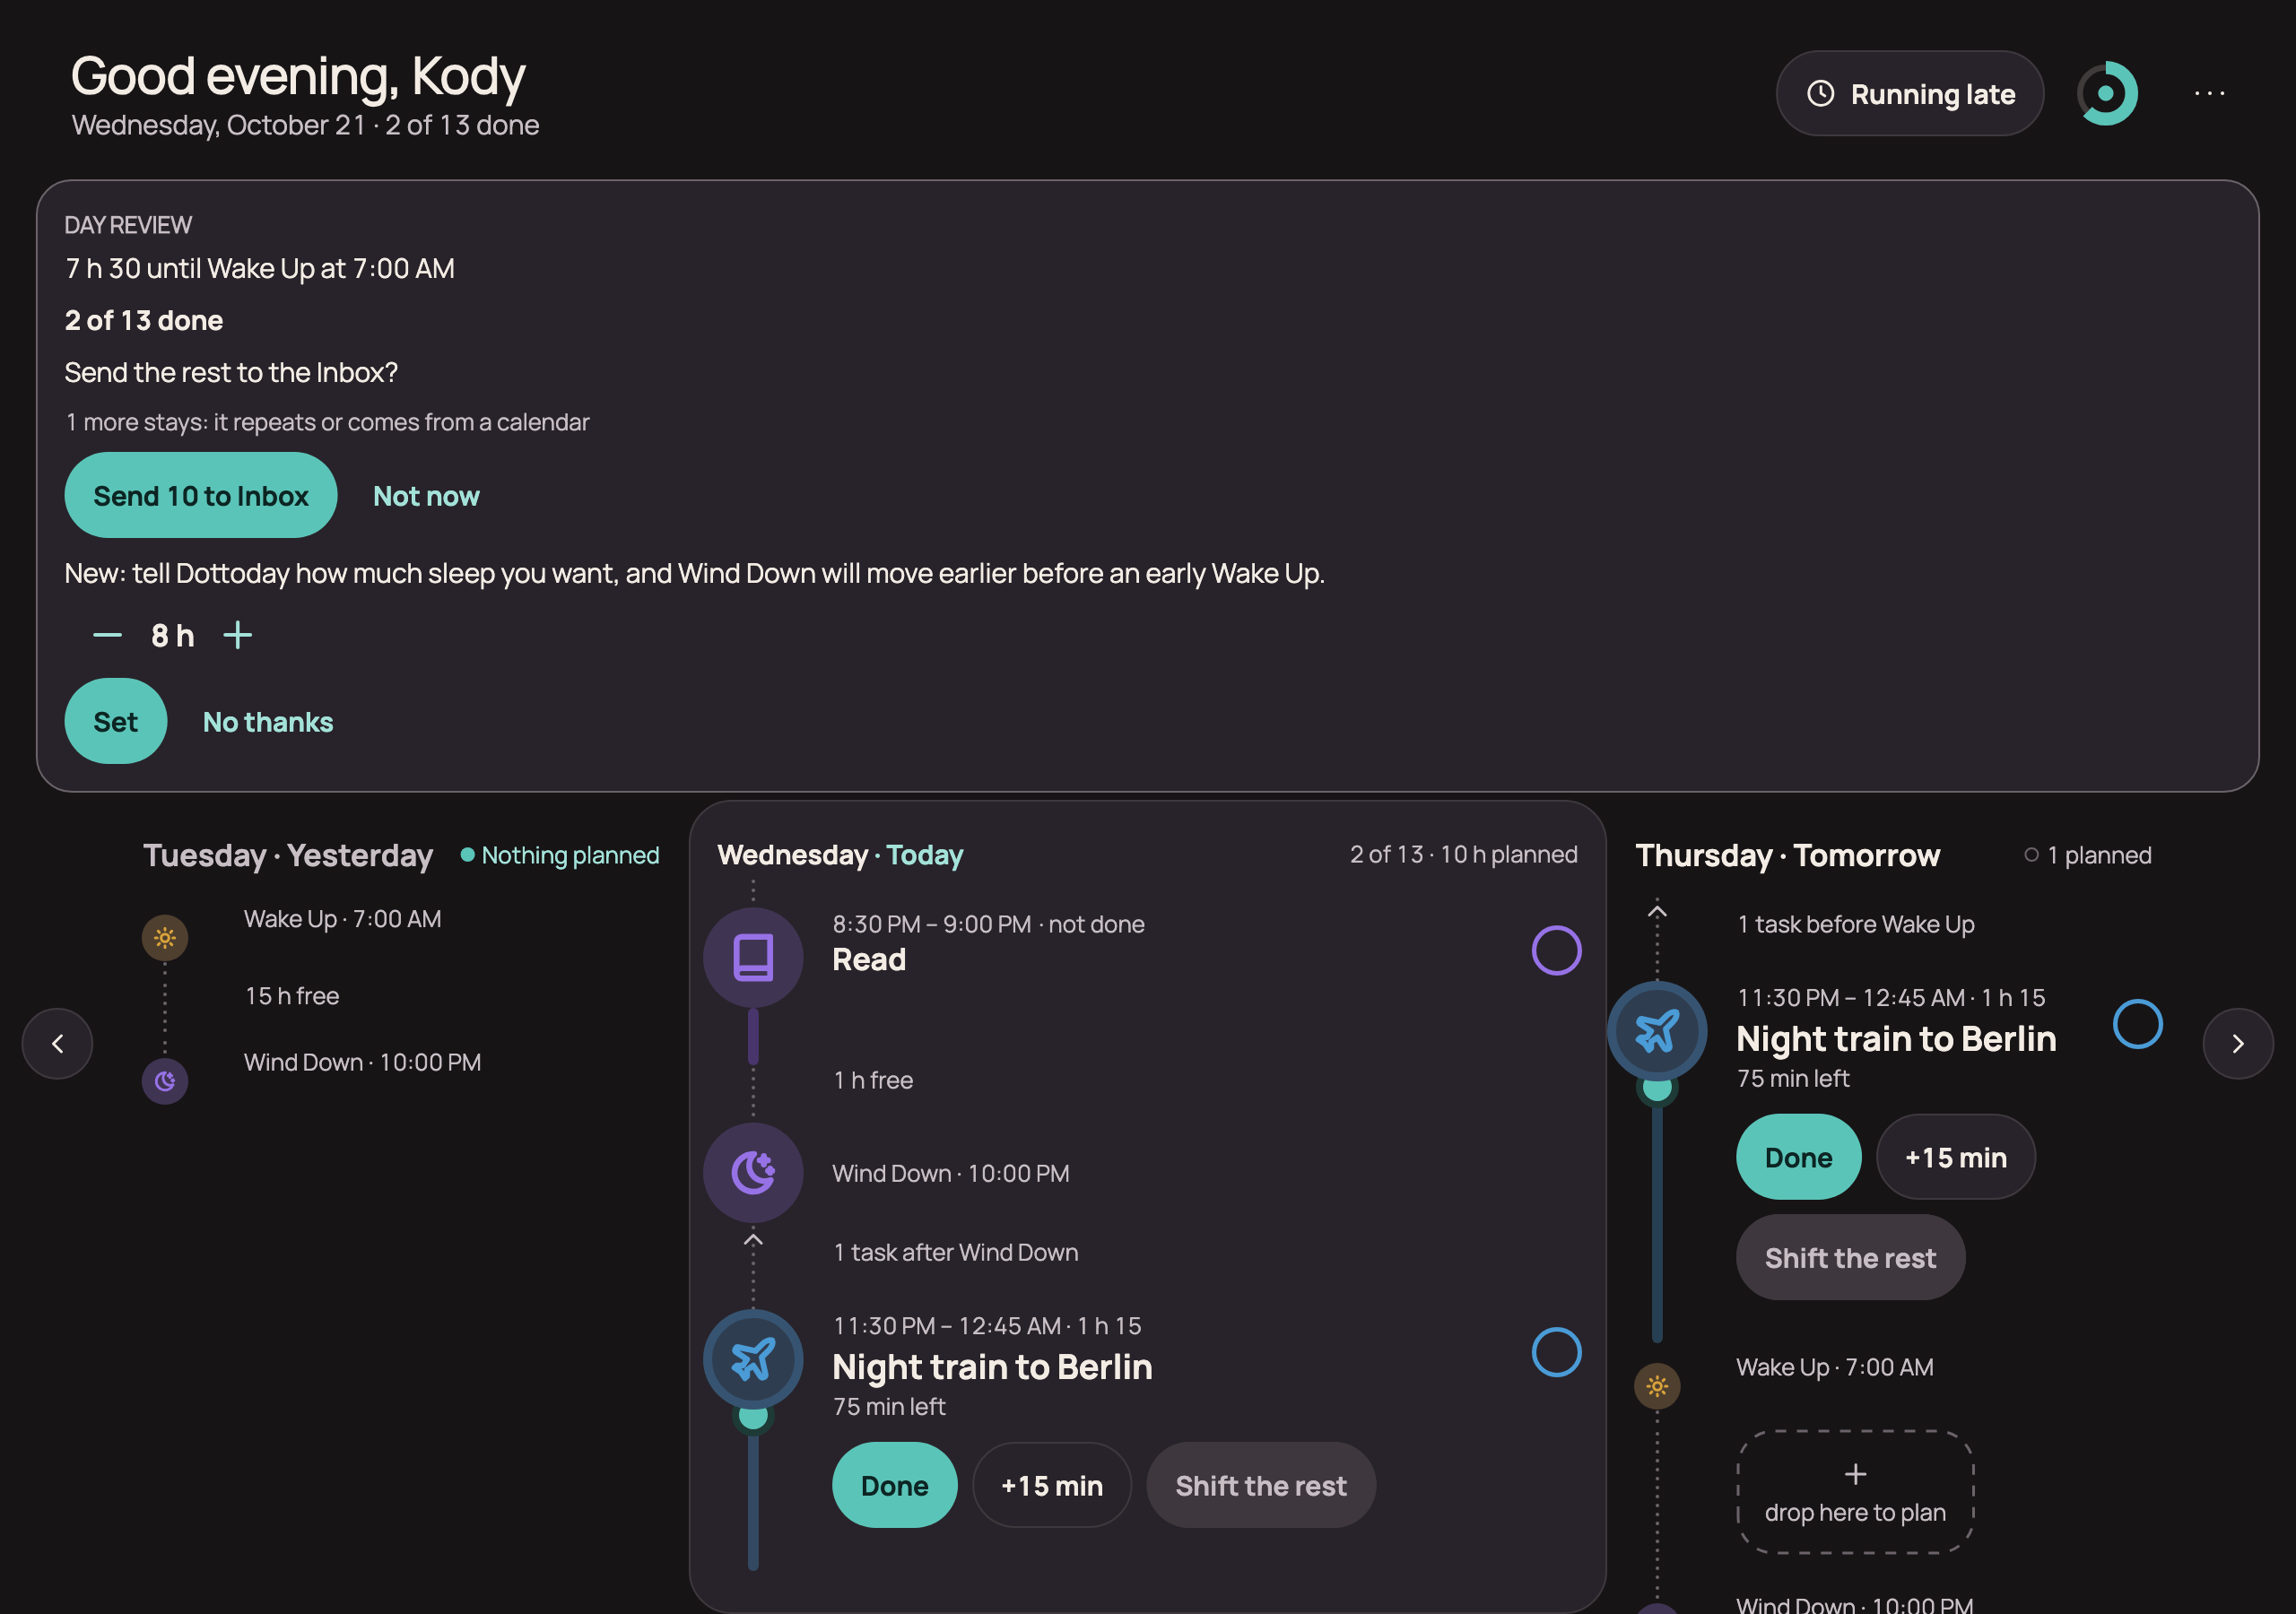 Good evening, Kody
Wednesday, October 21 · 2 of 13 done
Running late
DAY REVIEW
7 h 30 until Wake Up at 7:00 AM
2 of 13 done
Send the rest to the Inbox?
1 more stays: it repeats or comes from a calendar
Send 10 to Inbox
Not now
New: tell Dottoday how much sleep you want, and Wind Down will move earlier before an early Wake Up.
8 h
Set
No thanks
Tuesday · Yesterday
Nothing planned
Wake Up · 7:00 AM
15 h free
Wind Down · 10:00 PM
Wednesday · Today
2 of 13 · 10 h planned
8:30 PM – 9:00 PM · not done
Read
1 h free
Wind Down · 10:00 PM
1 task after Wind Down
11:30 PM – 12:45 AM · 1 h 15
Night train to Berlin
75 min left
Done
+15 min
Shift the rest
Thursday · Tomorrow
1 planned
1 task before Wake Up
11:30 PM – 12:45 AM · 1 h 15
Night train to Berlin
75 min left
Done
+15 min
Shift the rest
Wake Up · 7:00 AM
drop here to plan
Wind Down · 10:00 PM